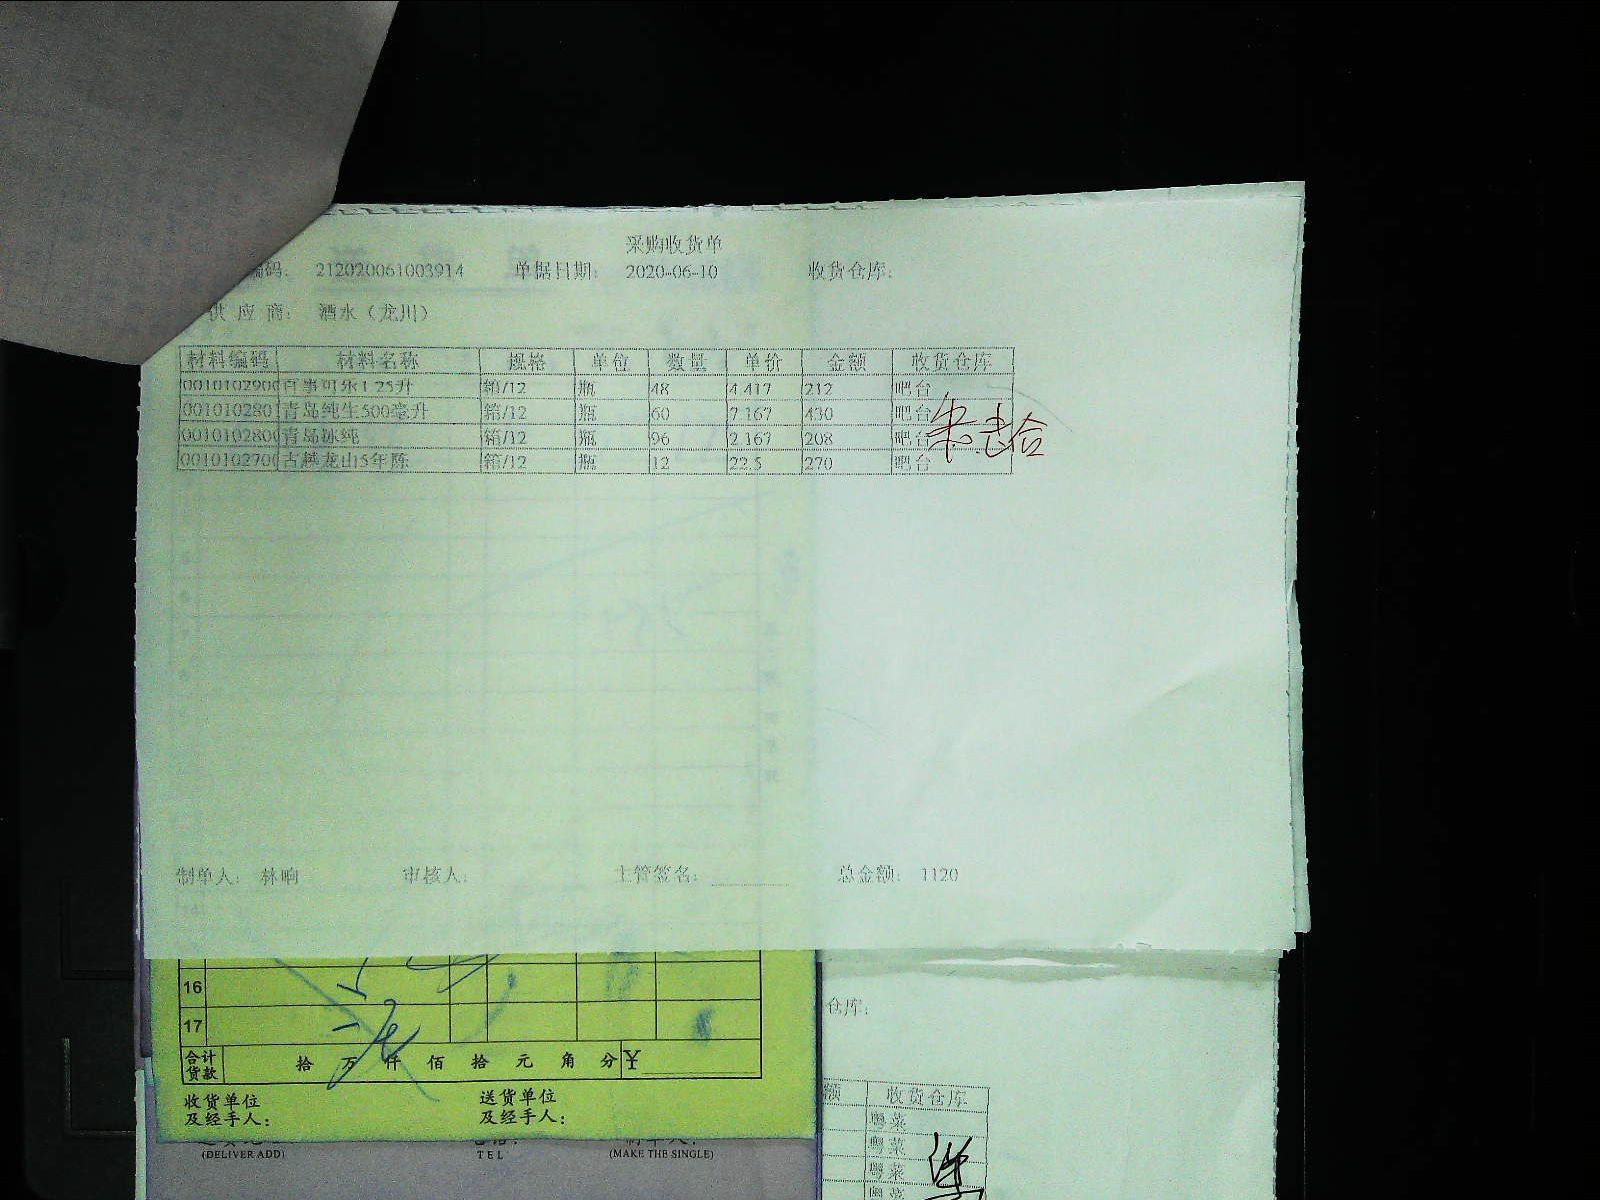 采购收货单
编码: 212020061003914 单据日期: 2020-06-10 收货仓库:
供应商: 酒水（龙川）
材料编码 材料名称 规格 单位 数量 单价 金额 收货仓库
0010102900 百事可乐1.25升 箱/12 瓶 48 4.417 212 吧台
001010280 青岛纯生500毫升 箱/12 瓶 60 7.167 430 吧台
0010102800 青岛冰纯 箱/12 瓶 96 2.167 208 吧台
0010102700 古越龙山5年陈 箱/12 瓶 12 22.5 270 吧台
制单人: 林响 审核人: 主管签名: 总金额: 1120
16
17
合计货款 拾 万 仟 佰 拾 元 角 分 ¥
收货单位 送货单位
及经手人: 及经手人:
(DELIVER ADD) TEL (MAKE THE SINGLE)
仓库:
额 收货仓库
粤菜
粤菜
粤菜
粤菜